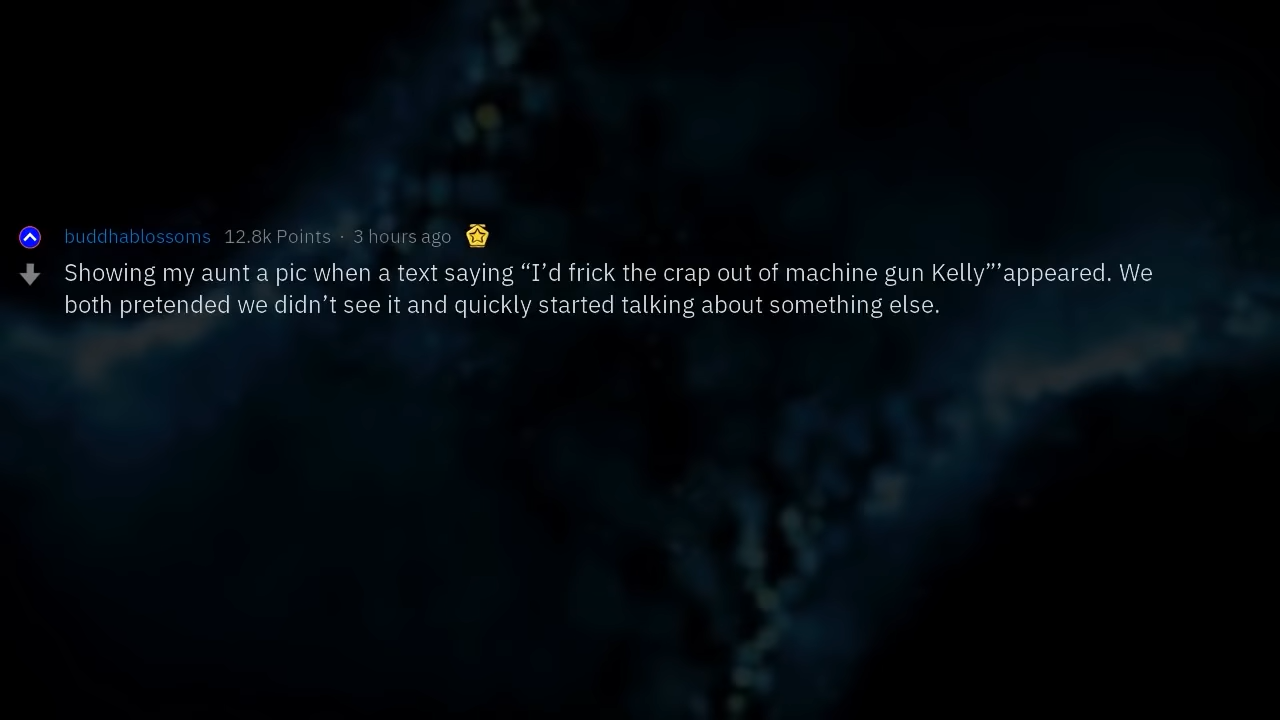 buddhablossoms 12.8k Points · 3 hours ago
Showing my aunt a pic when a text saying “I’d frick the crap out of machine gun Kelly”’appeared. We
both pretended we didn’t see it and quickly started talking about something else.